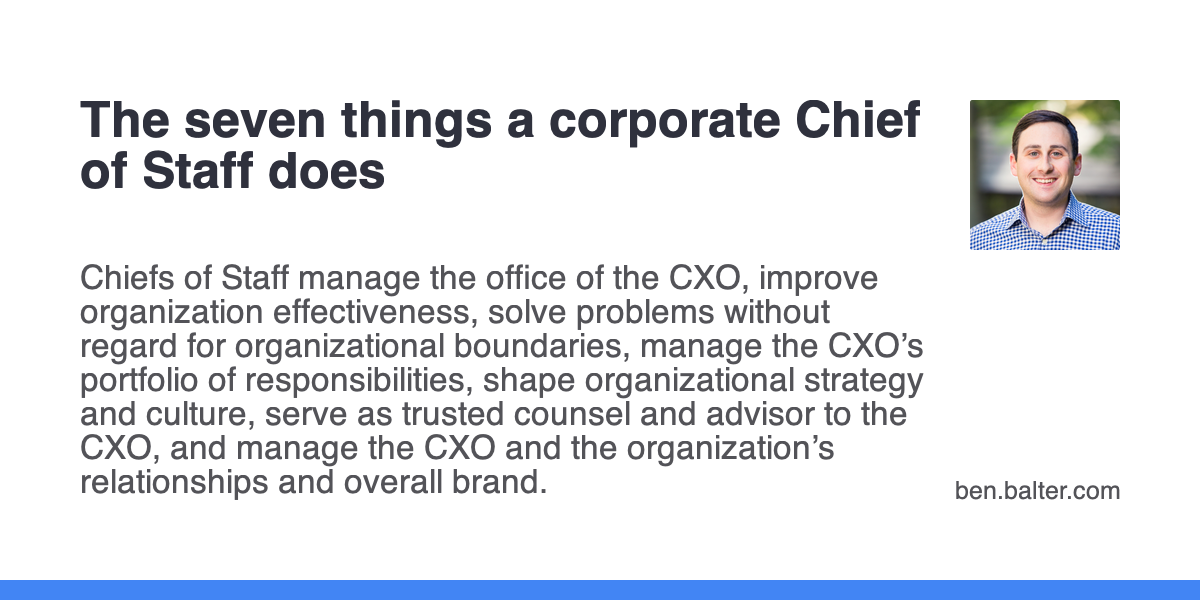 The seven things a corporate Chief
of Staff does
Chiefs of Staff manage the office of the CXO, improve
organization effectiveness, solve problems without
regard for organizational boundaries, manage the CXO’s
portfolio of responsibilities, shape organizational strategy
and culture, serve as trusted counsel and advisor to the
CXO, and manage the CXO and the organization’s
relationships and overall brand.
ben.balter.com